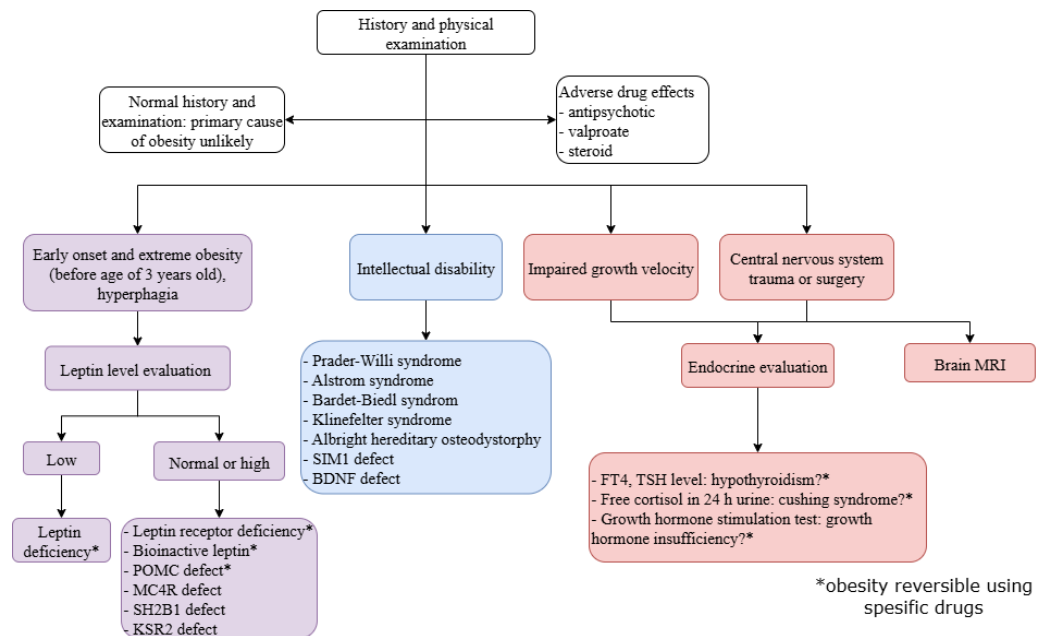 History and physical
examination
Normal history and
examination: primary cause
of obesity unlikely
Adverse drug effects
- antipsychotic
- valproate
- steroid
Early onset and extreme obesity
(before age of 3 years old),
hyperphagia
Intellectual disability
Impaired growth velocity
Central nervous system
trauma or surgery
Leptin level evaluation
- Prader-Willi syndrome
- Alstrom syndrome
- Bardet-Biedl syndrom
- Klinefelter syndrome
- Albright hereditary osteodystorphy
- SIM1 defect
- BDNF defect
Endocrine evaluation
Brain MRI
Low
Normal or high
Leptin
deficiency*
- Leptin receptor deficiency*
- Bioinactive leptin*
- POMC defect*
- MC4R defect
- SH2B1 defect
- KSR2 defect
- FT4, TSH level: hypothyroidism?*
- Free cortisol in 24 h urine: cushing syndrome?*
- Growth hormone stimulation test: growth
hormone insufficiency?*
*obesity reversible using
spesific drugs